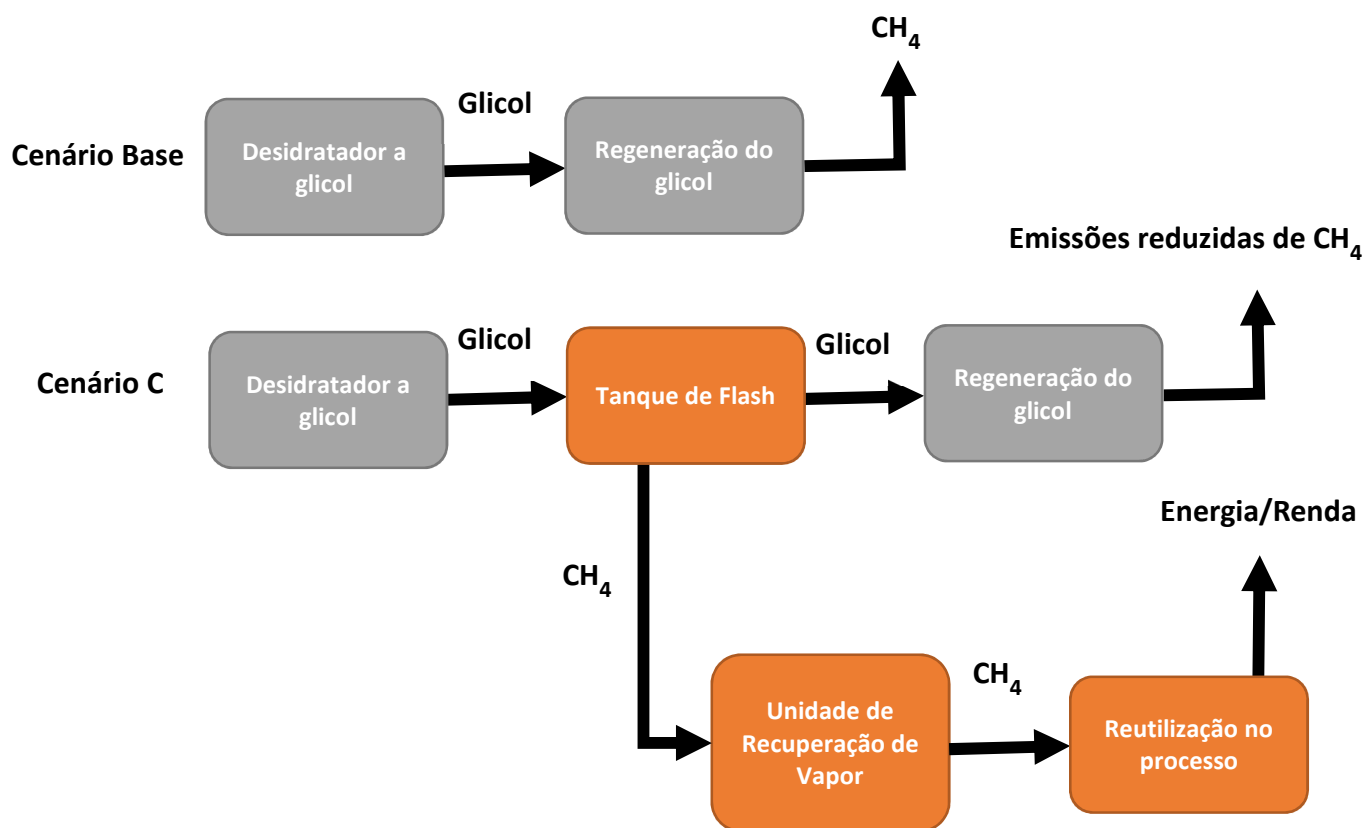 CH₄
Glicol
Cenário Base
Desidratador a
glicol
Regeneração do
glicol
Emissões reduzidas de CH₄
Cenário C
Glicol
Glicol
Desidratador a
glicol
Tanque de Flash
Regeneração do
glicol
Energia/Renda
CH₄
CH₄
Unidade de
Recuperação de
Vapor
Reutilização no
processo